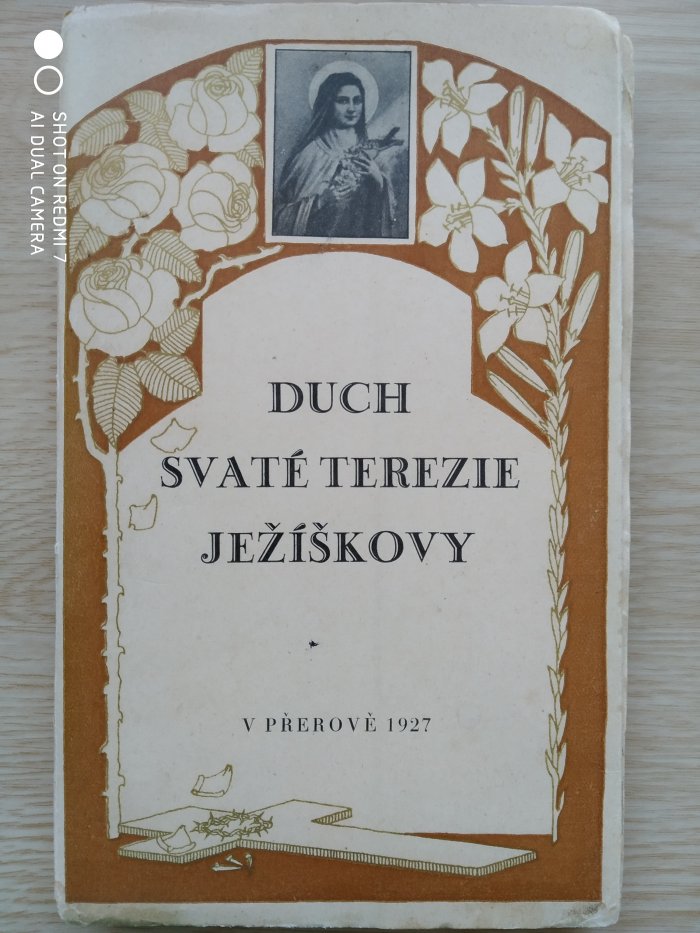 DUCH
SVATÉ TEREZIE
JEŽÍŠKOVY
V PŘEROVĚ 1927
SHOT ON REDMI 7
AI DUAL CAMERA